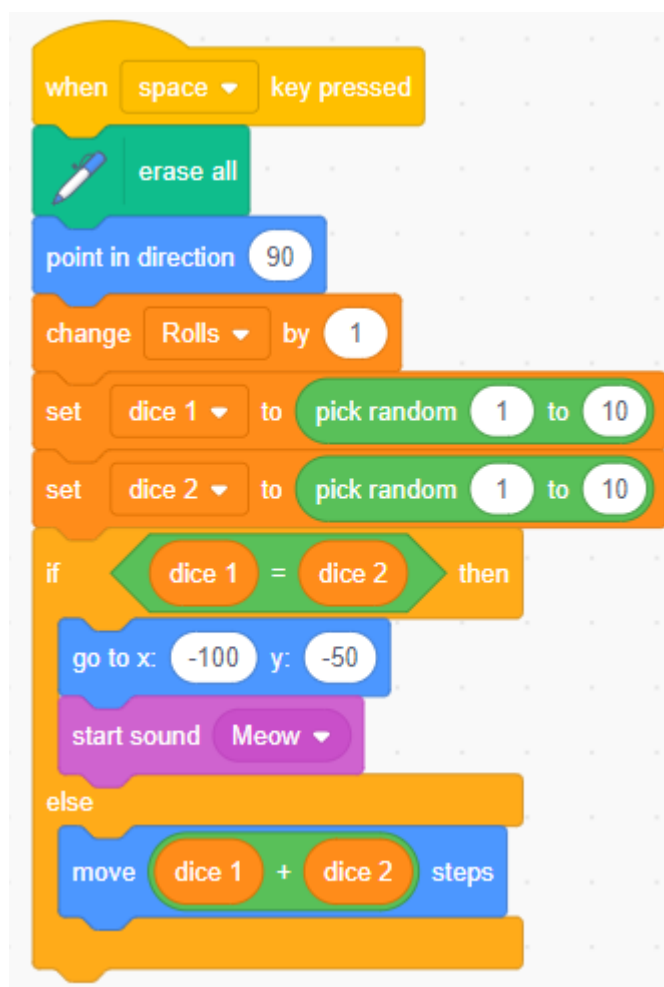 when space key pressed
erase all
point in direction 90
change Rolls by 1
set dice 1 to pick random 1 to 10
set dice 2 to pick random 1 to 10
if dice 1 = dice 2 then
go to x: -100 y: -50
start sound Meow
else
move dice 1 + dice 2 steps